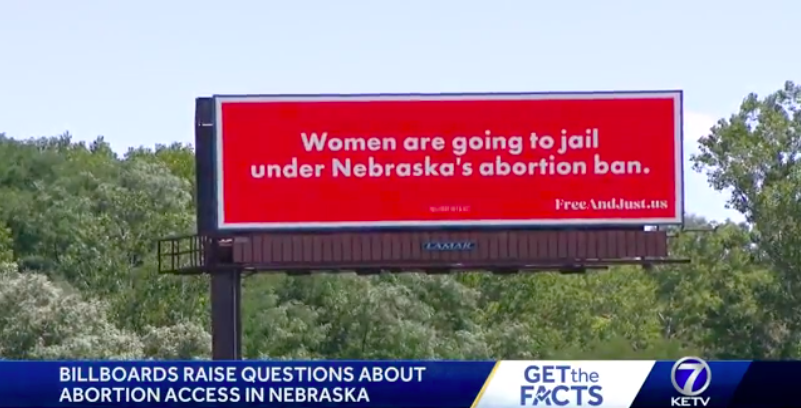 Women are going to jail
under Nebraska's abortion ban.
FreeAndJust.us
LAMAR
BILLBOARDS RAISE QUESTIONS ABOUT
ABORTION ACCESS IN NEBRASKA
GET the
FACTS
7
KETV